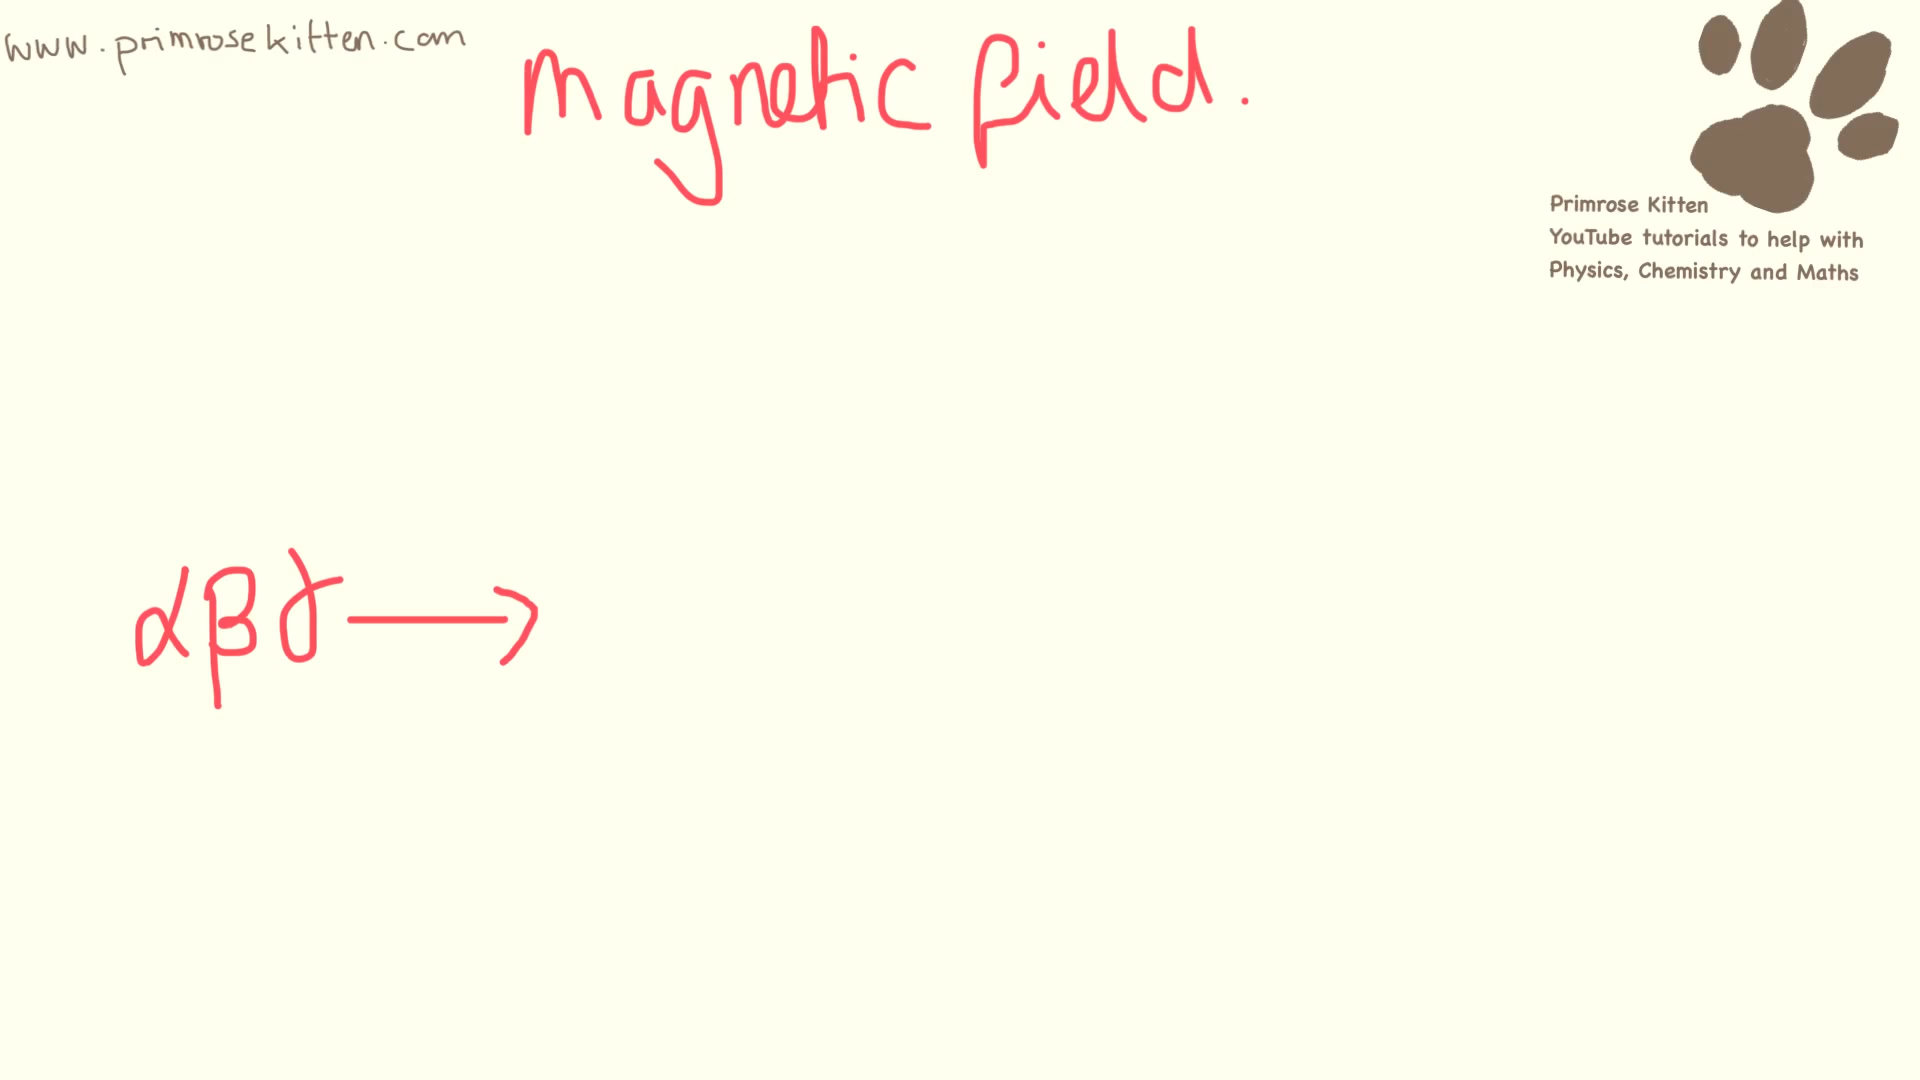 www.primrosekitten.com
Magnetic field.
Primrose Kitten
YouTube tutorials to help with
Physics, Chemistry and Maths
αβγ